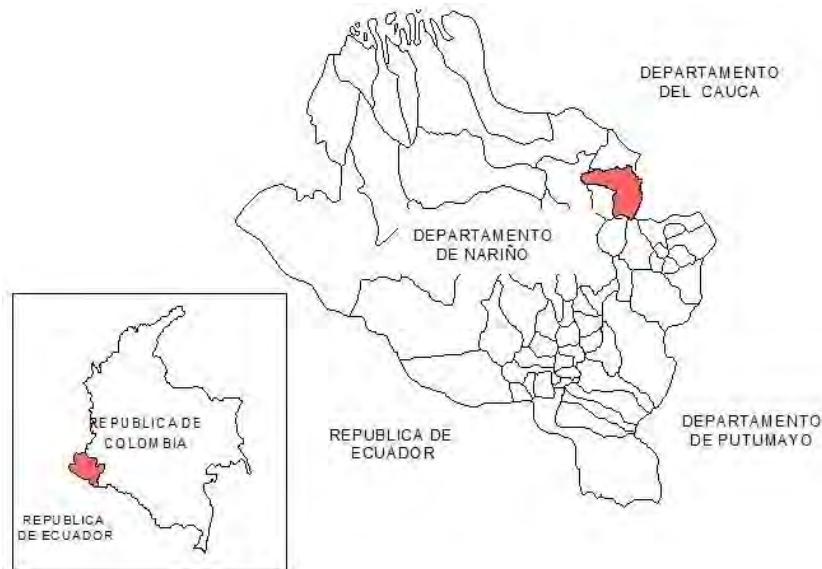 DEPARTAMENTO
DEL CAUCA
DEPARTAMENTO
DE NARIÑO
REPUBLICA DE
COLOMBIA
REPUBLICA
DE ECUADOR
REPUBLICA DE
ECUADOR
DEPARTAMENTO
DE PUTUMAYO